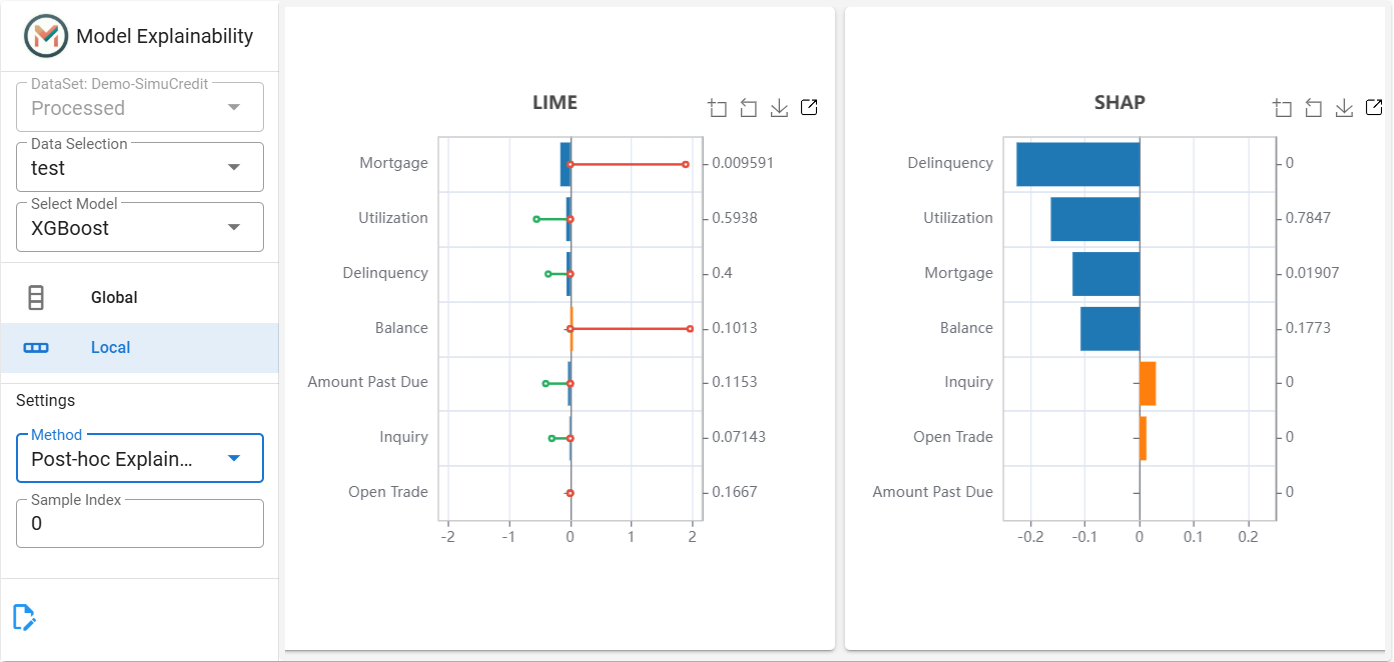 Model Explainability
DataSet: Demo-SimuCredit
Processed
Data Selection
test
Select Model
XGBoost
Global
Local
Settings
Method
Post-hoc Explain...
Sample Index
0
LIME
Mortgage 0.009591
Utilization 0.5938
Delinquency 0.4
Balance 0.1013
Amount Past Due 0.1153
Inquiry 0.07143
Open Trade 0.1667
-2 -1 0 1 2
SHAP
Delinquency 0
Utilization 0.7847
Mortgage 0.01907
Balance 0.1773
Inquiry 0
Open Trade 0
Amount Past Due 0
-0.2 -0.1 0 0.1 0.2